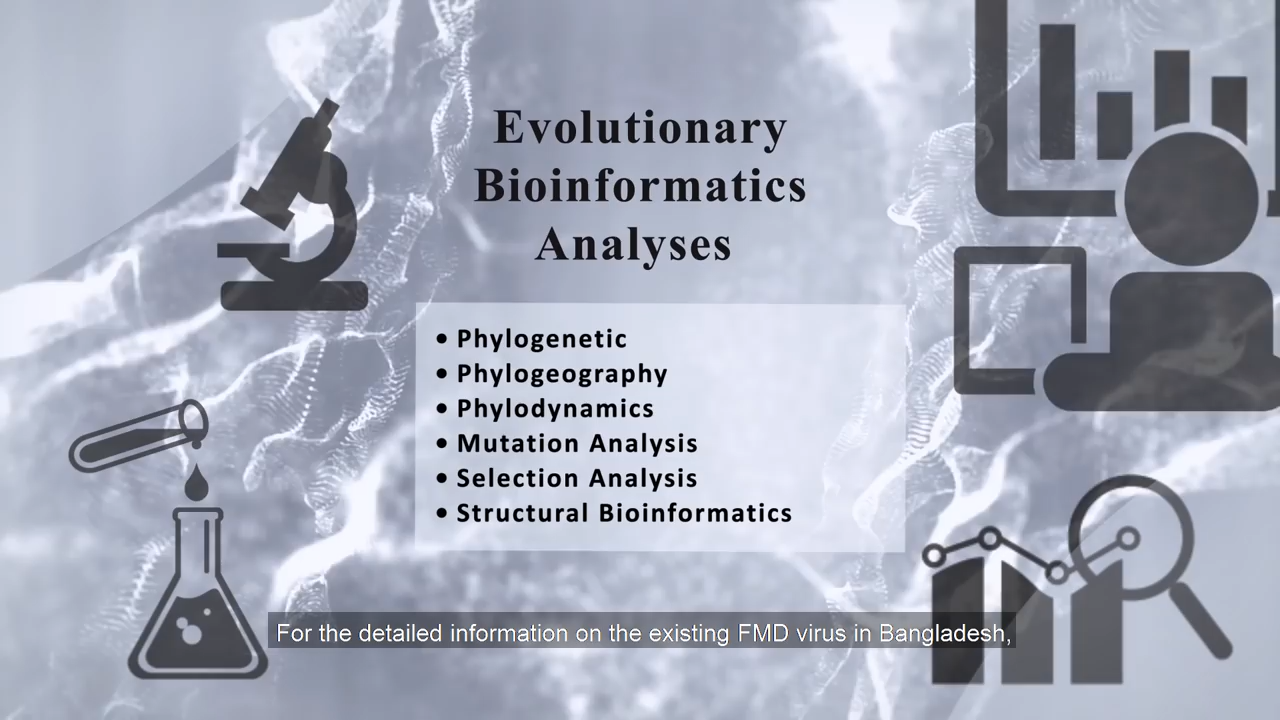 Evolutionary
Bioinformatics
Analyses
• Phylogenetic
• Phylogeography
• Phylodynamics
• Mutation Analysis
• Selection Analysis
• Structural Bioinformatics
For the detailed information on the existing FMD virus in Bangladesh,